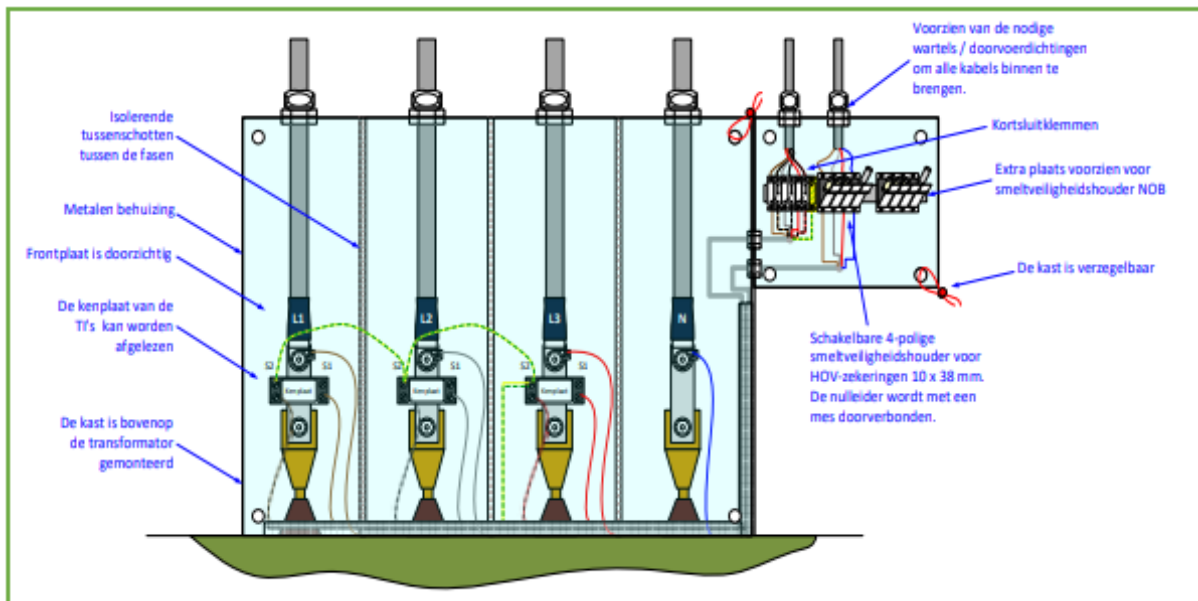 Voorzien van de nodige
wartels / doorvoerdichtingen
om alle kabels binnen te
brengen.
Isolerende
tussenschotten
tussen de fasen
Kortsluitklemmen
Extra plaats voorzien voor
smeltveiligheidshouder NOB
Metalen behuizing
Frontplaat is doorzichtig
De kast is verzegelbaar
De kenplaat van de
TI's kan worden
afgelezen
L1
L2
L3
N
Schakelbare 4-polige
smeltveiligheidshouder voor
HOV-zekeringen 10 x 38 mm.
De nulleider wordt met een
mes doorverbonden.
S2
S1
S2
S1
S2
S1
Kenplaat
Kenplaat
Kenplaat
De kast is bovenop
de transformator
gemonteerd